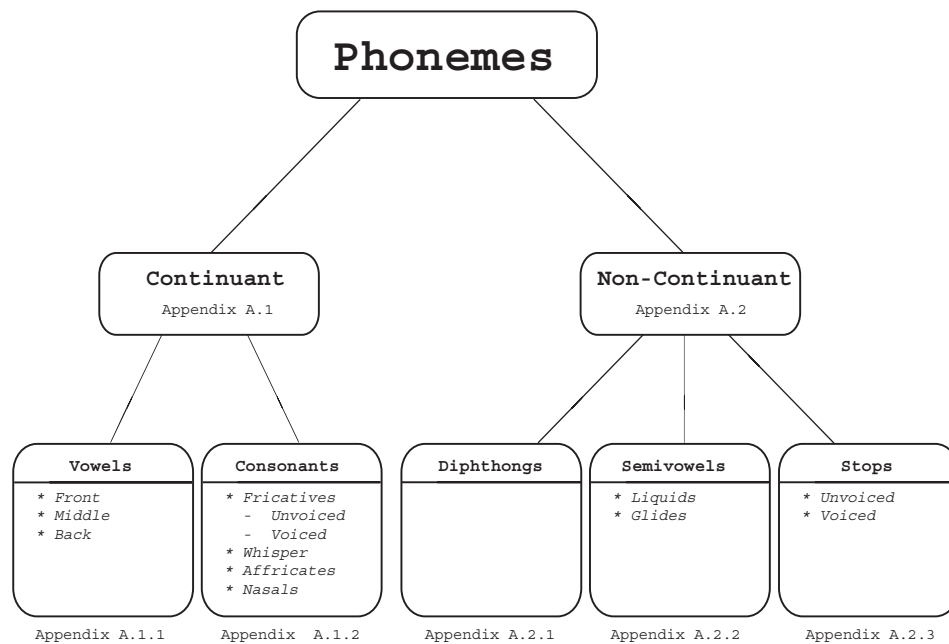 Phonemes
Continuant
Appendix A.1
Non-Continuant
Appendix A.2
Vowels
* Front
* Middle
* Back
Appendix A.1.1
Consonants
* Fricatives
- Unvoiced
- Voiced
* Whisper
* Affricates
* Nasals
Appendix A.1.2
Diphthongs
Appendix A.2.1
Semivowels
* Liquids
* Glides
Appendix A.2.2
Stops
* Unvoiced
* Voiced
Appendix A.2.3